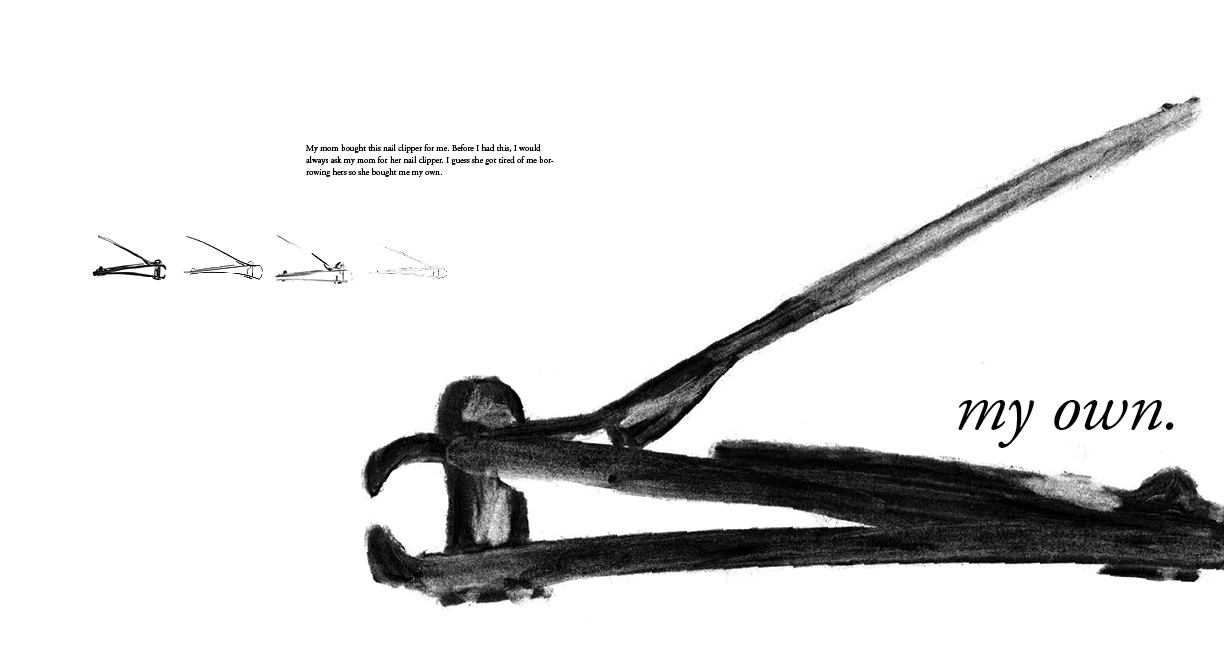 My mom bought this nail clipper for me. Before I had this, I would
always ask my mom for her nail clipper. I guess she got tired of me bor-
rowing hers so she bought me my own.
my own.